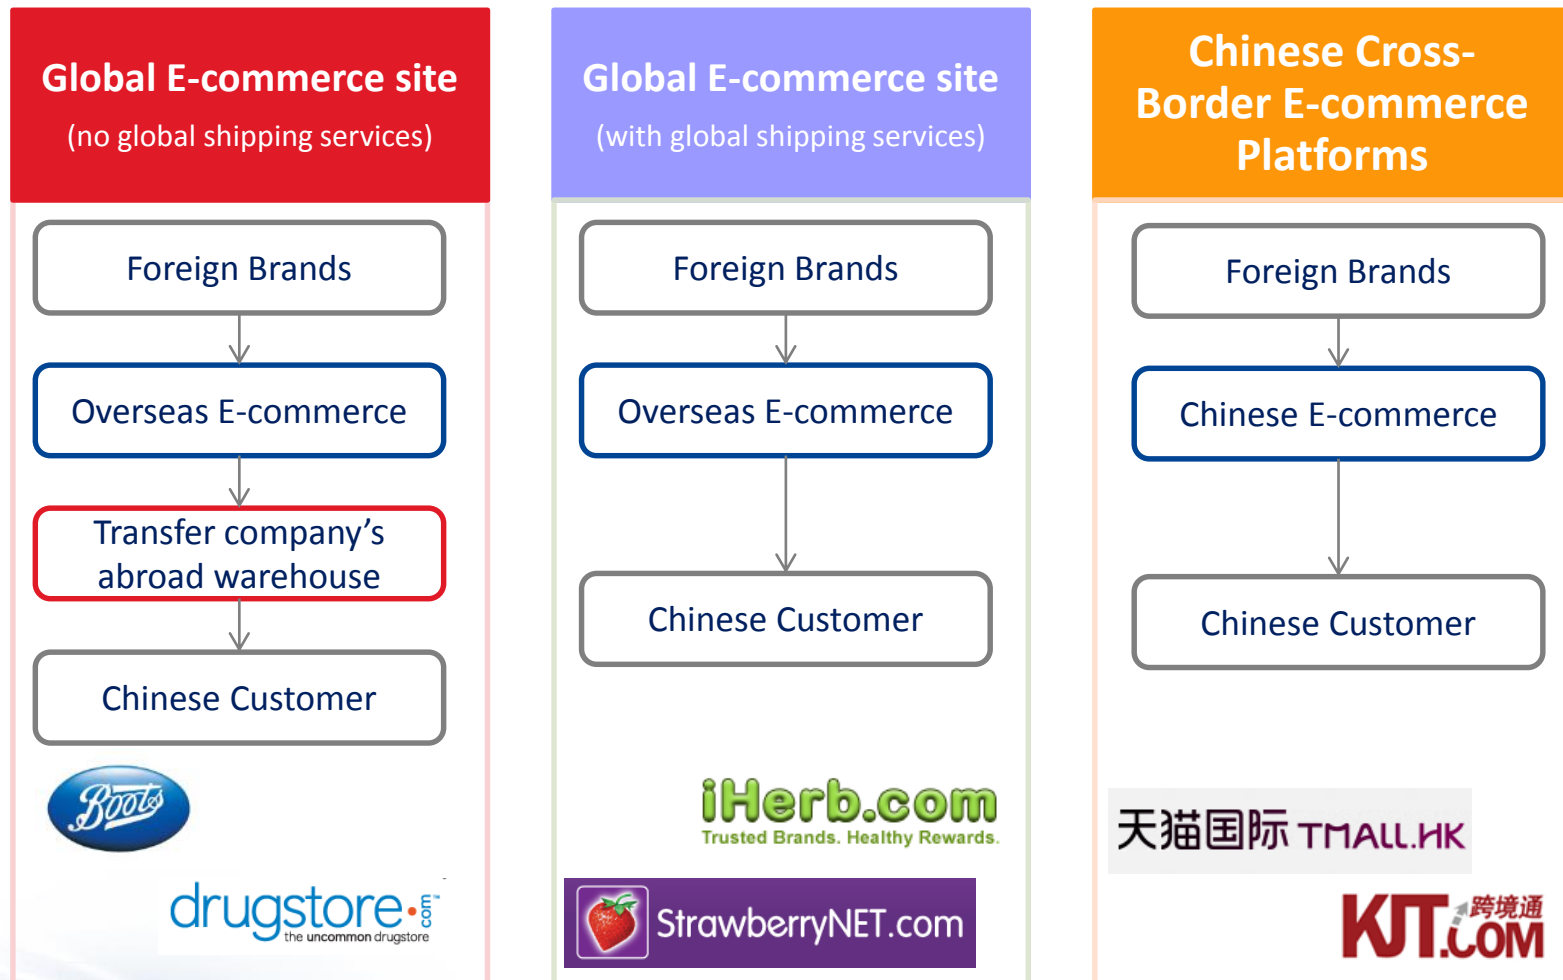 Global E-commerce site
(no global shipping services)
Foreign Brands
Overseas E-commerce
Transfer company’s
abroad warehouse
Chinese Customer
Boots
drugstore.com™
the uncommon drugstore
Global E-commerce site
(with global shipping services)
Foreign Brands
Overseas E-commerce
Chinese Customer
iHerb.com
Trusted Brands. Healthy Rewards.
StrawberryNET.com
Chinese Cross-
Border E-commerce
Platforms
Foreign Brands
Chinese E-commerce
Chinese Customer
天猫国际 TMALL.HK
KJT.COM 跨境通